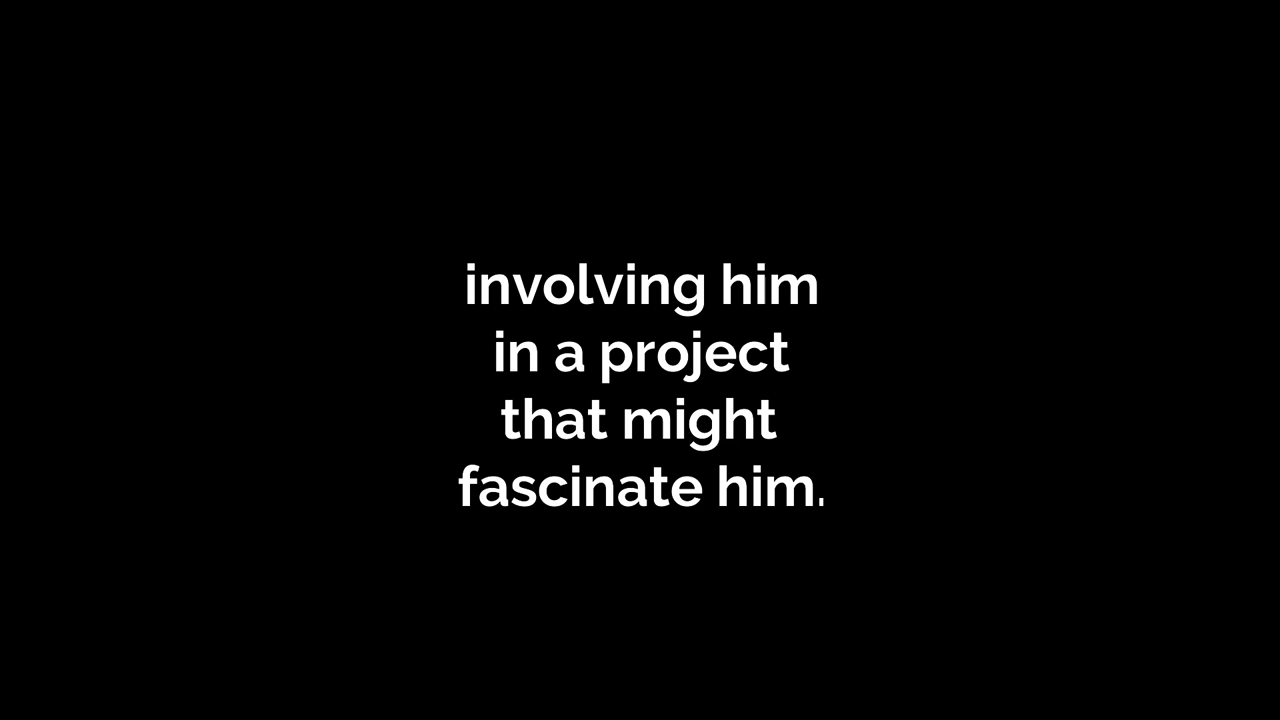 involving him
in a project
that might
fascinate him.